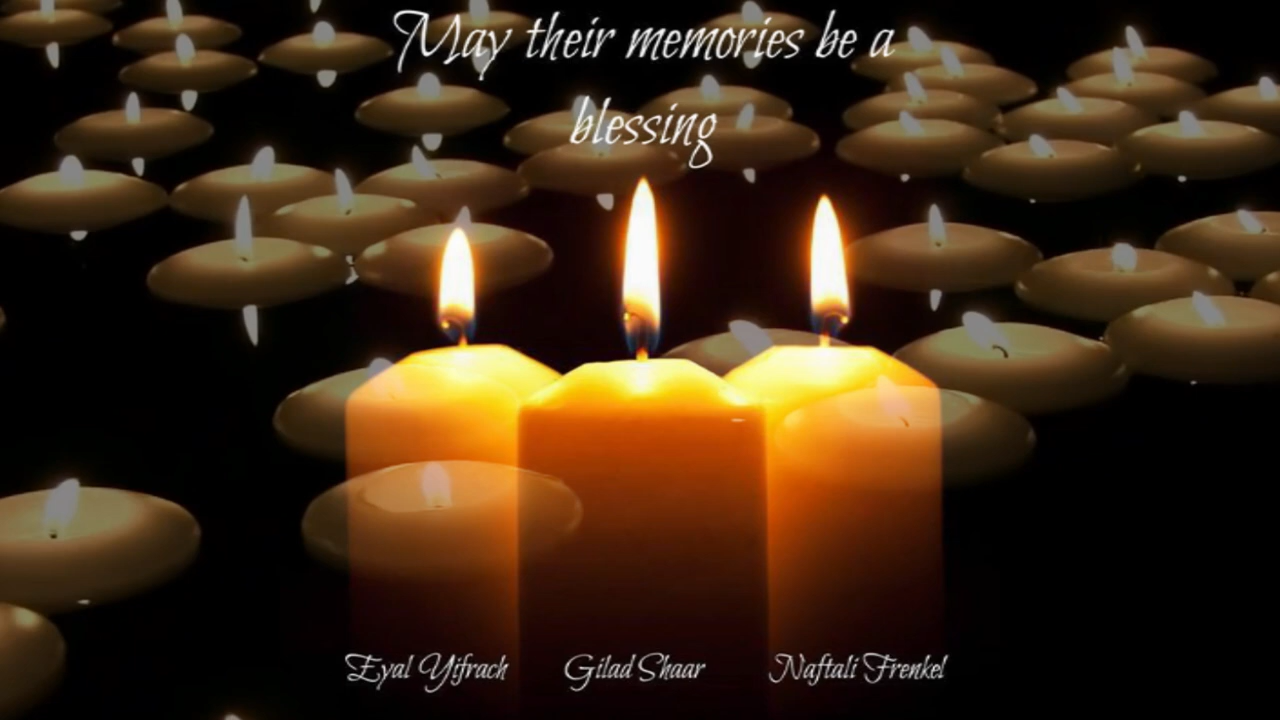 May their memories be a
blessing
Eyal Yifrach Gilad Shaar Naftali Frenkel